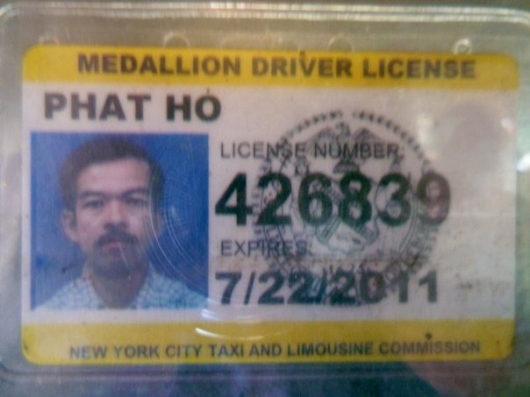 MEDALLION DRIVER LICENSE
PHAT HO
LICENSE NUMBER:
426839
EXPIRES:
7/22/2011
NEW YORK CITY TAXI AND LIMOUSINE COMMISSION